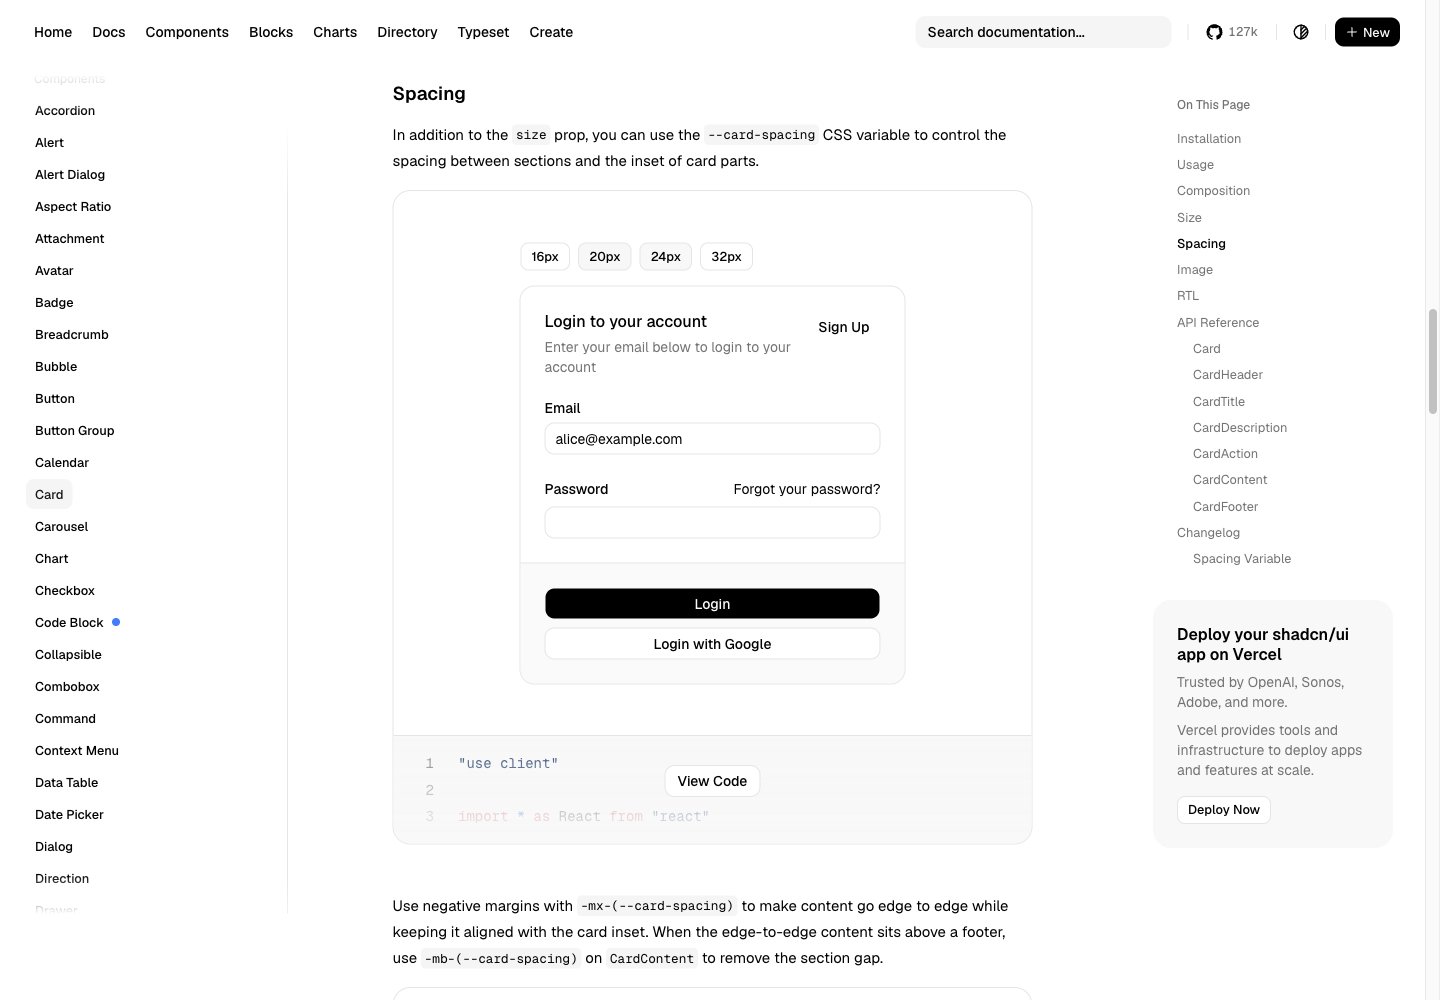 Home Docs Components Blocks Charts Directory Typeset Create
Search documentation...
127k
New
Components
Accordion
Alert
Alert Dialog
Aspect Ratio
Attachment
Avatar
Badge
Breadcrumb
Bubble
Button
Button Group
Calendar
Card
Carousel
Chart
Checkbox
Code Block
Collapsible
Combobox
Command
Context Menu
Data Table
Date Picker
Dialog
Direction
Drawer
Spacing
In addition to the size prop, you can use the --card-spacing CSS variable to control the
spacing between sections and the inset of card parts.
16px 20px 24px 32px
Login to your account
Sign Up
Enter your email below to login to your
account
Email
alice@example.com
Password Forgot your password?
Login
Login with Google
1 "use client"
2
3 import * as React from "react"
View Code
Use negative margins with -mx-(--card-spacing) to make content go edge to edge while
keeping it aligned with the card inset. When the edge-to-edge content sits above a footer,
use -mb-(--card-spacing) on CardContent to remove the section gap.
On This Page
Installation
Usage
Composition
Size
Spacing
Image
RTL
API Reference
Card
CardHeader
CardTitle
CardDescription
CardAction
CardContent
CardFooter
Changelog
Spacing Variable
Deploy your shadcn/ui
app on Vercel
Trusted by OpenAI, Sonos,
Adobe, and more.
Vercel provides tools and
infrastructure to deploy apps
and features at scale.
Deploy Now